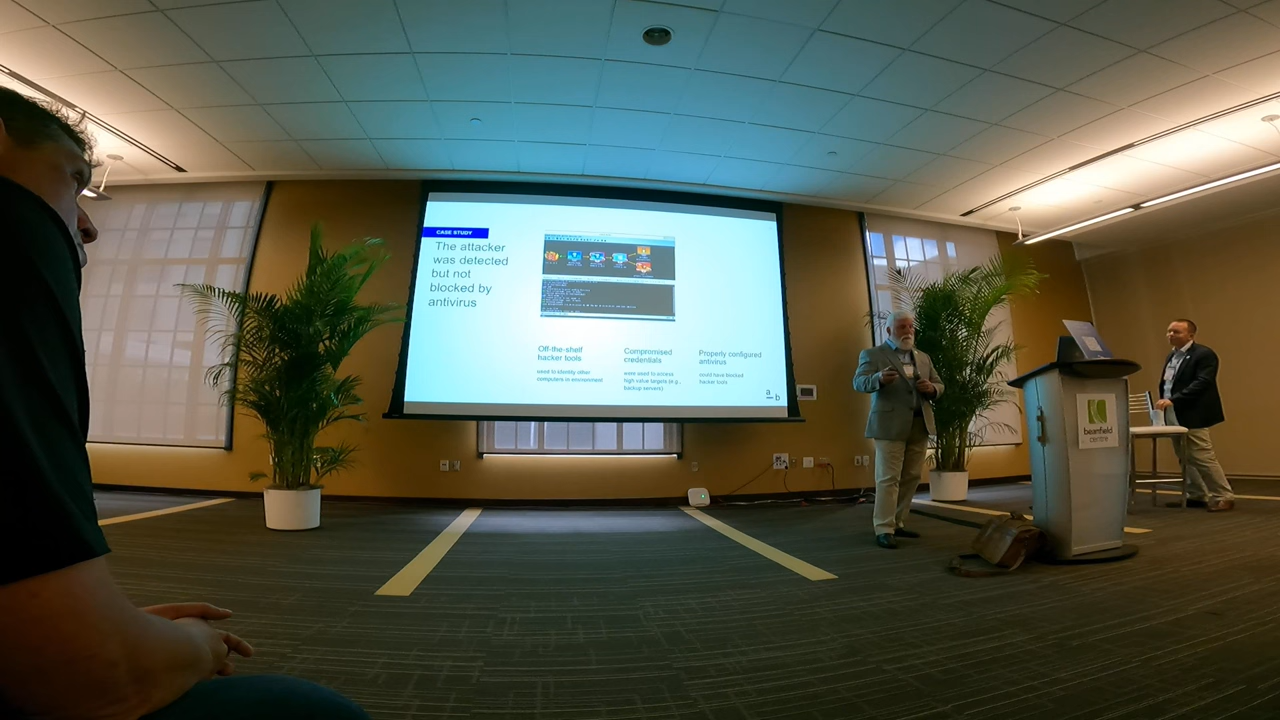 CASE STUDY
The attacker
was detected
but not
blocked by
antivirus
Off-the-shelf
hacker tools
used to identify other
computers in environment
Compromised
credentials
were used to access
high value targets (e.g.,
backup servers)
Properly configured
antivirus
could have blocked
hacker tools
a
b
beanfield
centre